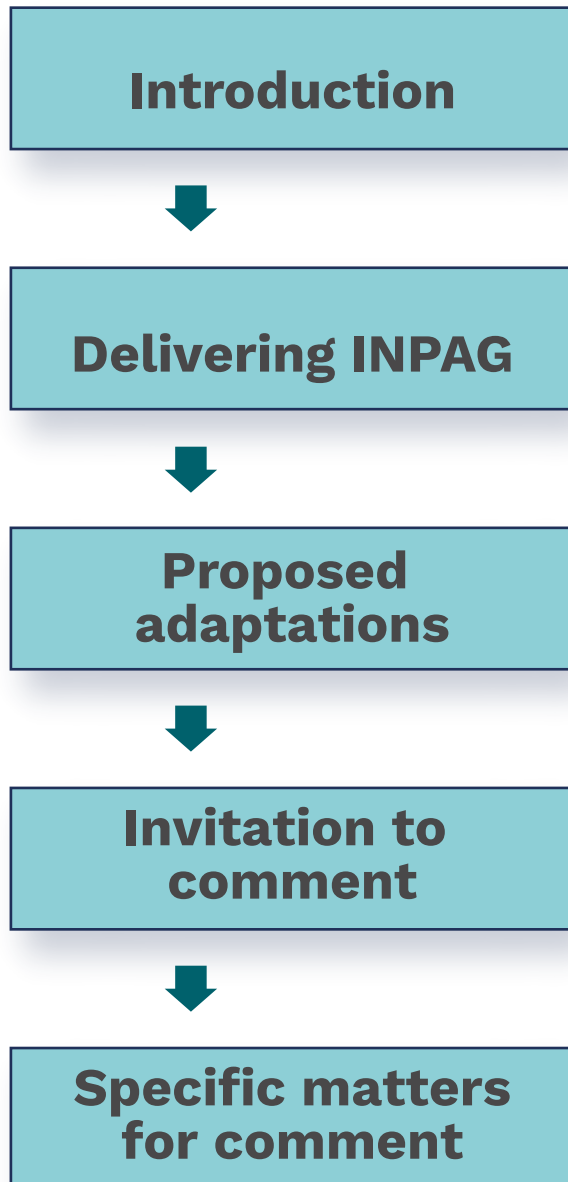 Introduction
Delivering INPAG
Proposed
adaptations
Invitation to
comment
Specific matters
for comment